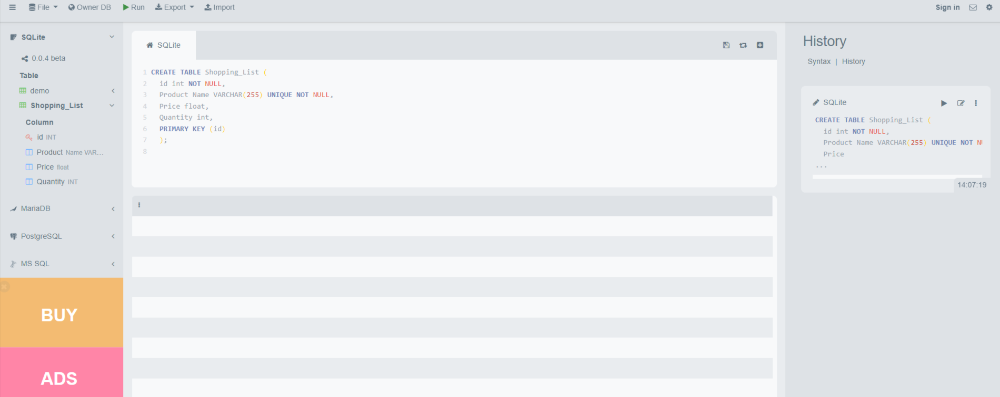 File Owner DB Run Export Import Sign in
SQLite
0.0.4 beta
Table
demo
Shopping_List
Column
id INT
Product Name VAR...
Price float
Quantity INT
MariaDB
PostgreSQL
MS SQL
BUY
ADS
SQLite
1 CREATE TABLE Shopping_List (
2 id int NOT NULL,
3 Product Name VARCHAR(255) UNIQUE NOT NULL,
4 Price float,
5 Quantity int,
6 PRIMARY KEY (id)
7 );
8
History
Syntax | History
SQLite
CREATE TABLE Shopping_List (
id int NOT NULL,
Product Name VARCHAR(255) UNIQUE NOT
Price
...
14:07:19